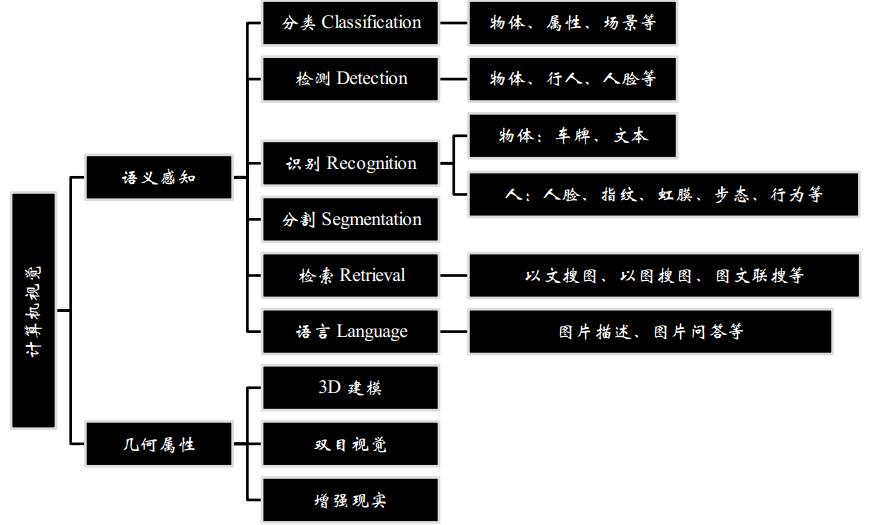 计算机视觉
语义感知
分类 Classification
物体、属性、场景等
检测 Detection
物体、行人、人脸等
识别 Recognition
物体：车牌、文本
人：人脸、指纹、虹膜、步态、行为等
分割 Segmentation
检索 Retrieval
以文搜图、以图搜图、图文联搜等
语言 Language
图片描述、图片问答等
几何属性
3D 建模
双目视觉
增强现实